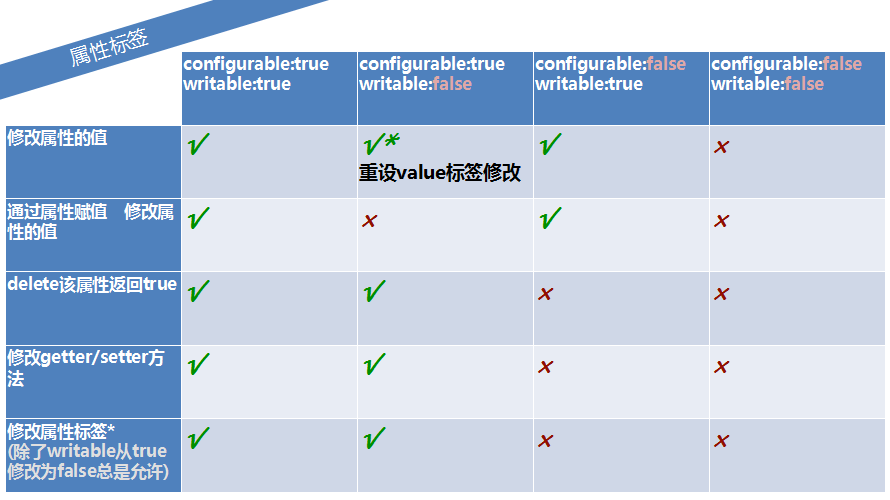 属性标签
configurable:true
writable:true
configurable:true
writable:false
configurable:false
writable:true
configurable:false
writable:false
修改属性的值
√
√*
重设value标签修改
√
×
通过属性赋值 修改属
性的值
√
×
√
×
delete该属性返回true
√
√
×
×
修改getter/setter方
法
√
√
×
×
修改属性标签*
(除了writable从true
修改为false总是允许)
√
√
×
×